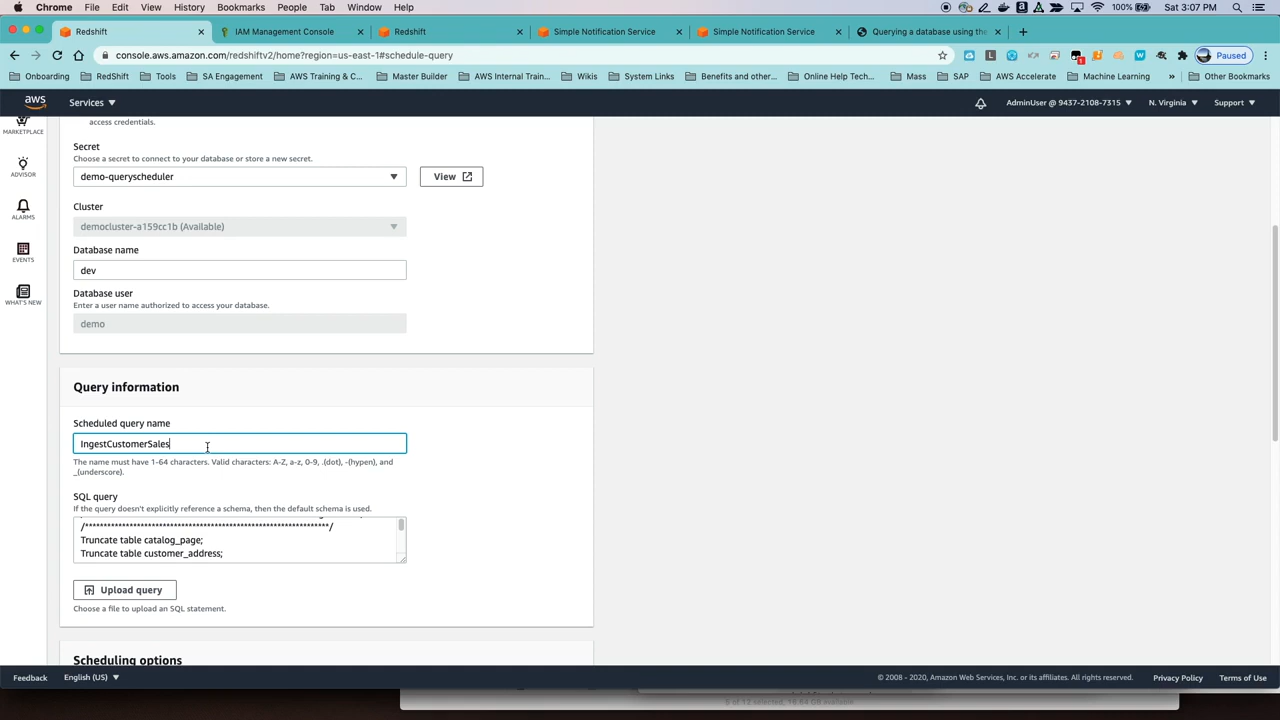 Chrome File Edit View History Bookmarks People Tab Window Help
100% Sat 3:07 PM
Redshift
IAM Management Console
Redshift
Simple Notification Service
Simple Notification Service
Querying a database using the
console.aws.amazon.com/redshiftv2/home?region=us-east-1#schedule-query
Paused
Onboarding RedShift Tools SA Engagement AWS Training & C... Master Builder AWS Internal Train... Wikis System Links Benefits and other... Online Help Tech... Mass SAP AWS Accelerate Machine Learning » Other Bookmarks
aws Services AdminUser @ 9437-2108-7315 N. Virginia Support
MARKETPLACE
ADVISOR
ALARMS
EVENTS
WHAT'S NEW
access credentials.
Secret
Choose a secret to connect to your database or store a new secret.
demo-queryscheduler
View
Cluster
democluster-a159cc1b (Available)
Database name
dev
Database user
Enter a user name authorized to access your database.
demo
Query information
Scheduled query name
IngestCustomerSales
The name must have 1-64 characters. Valid characters: A-Z, a-z, 0-9, .(dot), -(hypen), and
_(underscore).
SQL query
If the query doesn't explicitly reference a schema, then the default schema is used.
/*****************************************************************/
Truncate table catalog_page;
Truncate table customer_address;
Upload query
Choose a file to upload an SQL statement.
Scheduling options
Feedback English (US) © 2008 - 2020, Amazon Web Services, Inc. or its affiliates. All rights reserved. Privacy Policy Terms of Use
5 of 12 selected, 19.54 GB available